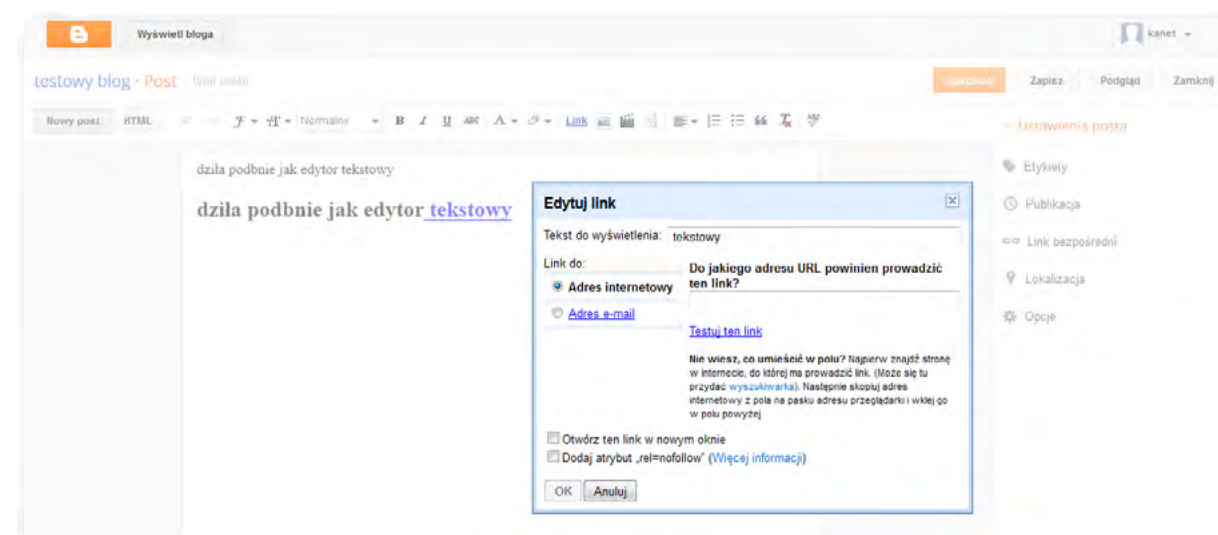 Wyświetl bloga
kanet
testowy blog · Post
Tytuł posta
Opublikuj
Zapisz
Podgląd
Zamknij
Nowy post
HTML
Normalny
B I U ABC A Link
Ustawienia posta
dziła podbnie jak edytor tekstowy
dziła podbnie jak edytor tekstowy
Etykiety
Publikacja
Link bezpośredni
Lokalizacja
Opcje
Edytuj link
Tekst do wyświetlenia: tekstowy
Link do:
Adres internetowy
Adres e-mail
Do jakiego adresu URL powinien prowadzić
ten link?
Testuj ten link
Nie wiesz, co umieścić w polu? Najpierw znajdź stronę
w internecie, do której ma prowadzić link. (Może się tu
przydać wyszukiwarka). Następnie skopiuj adres
internetowy z pola na pasku adresu przeglądarki i wklej go
w polu powyżej
Otwórz ten link w nowym oknie
Dodaj atrybut „rel=nofollow” (Więcej informacji)
OK
Anuluj